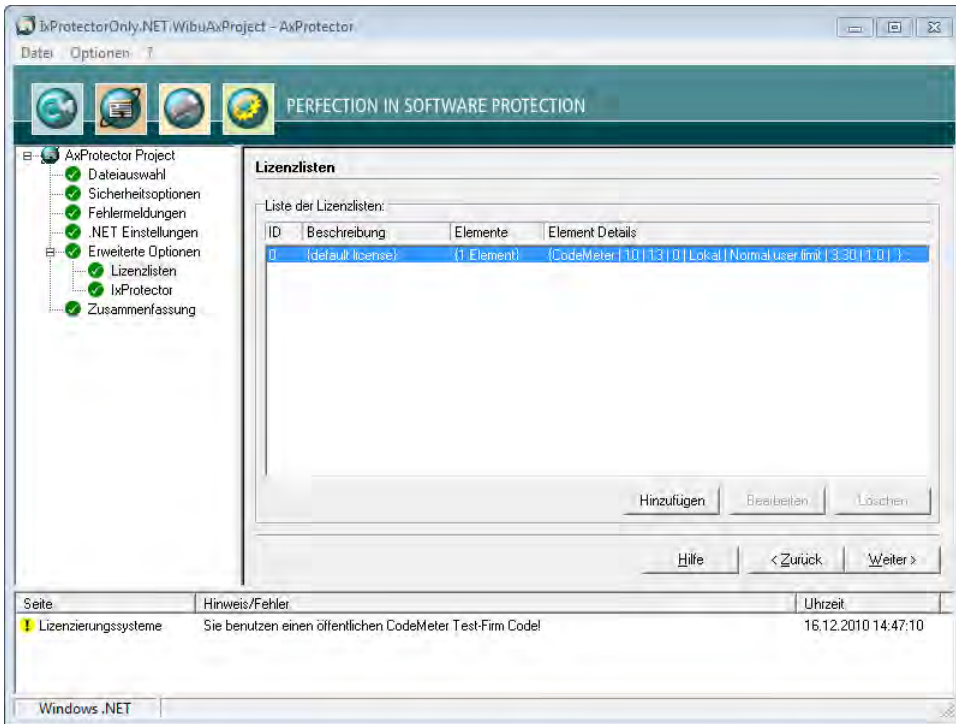 IxProtectorOnly.NET.WibuAxProject - AxProtector
Datei Optionen ?
PERFECTION IN SOFTWARE PROTECTION
AxProtector Project
Dateiauswahl
Sicherheitsoptionen
Fehlermeldungen
.NET Einstellungen
Erweiterte Optionen
Lizenzlisten
IxProtector
Zusammenfassung
Lizenzlisten
Liste der Lizenzlisten:
ID Beschreibung Elemente Element Details
0 {default license} {1 Element} {CodeMeter | 10 | 13 | 0 | Lokal | Normal user limit | 3.30 | 1.0 | }...
Hinzufügen Bearbeiten Löschen
Hilfe < Zurück Weiter >
Seite Hinweis/Fehler Uhrzeit
Lizenzierungssysteme Sie benutzen einen öffentlichen CodeMeter Test-Firm Code! 16.12.2010 14:47:10
Windows .NET